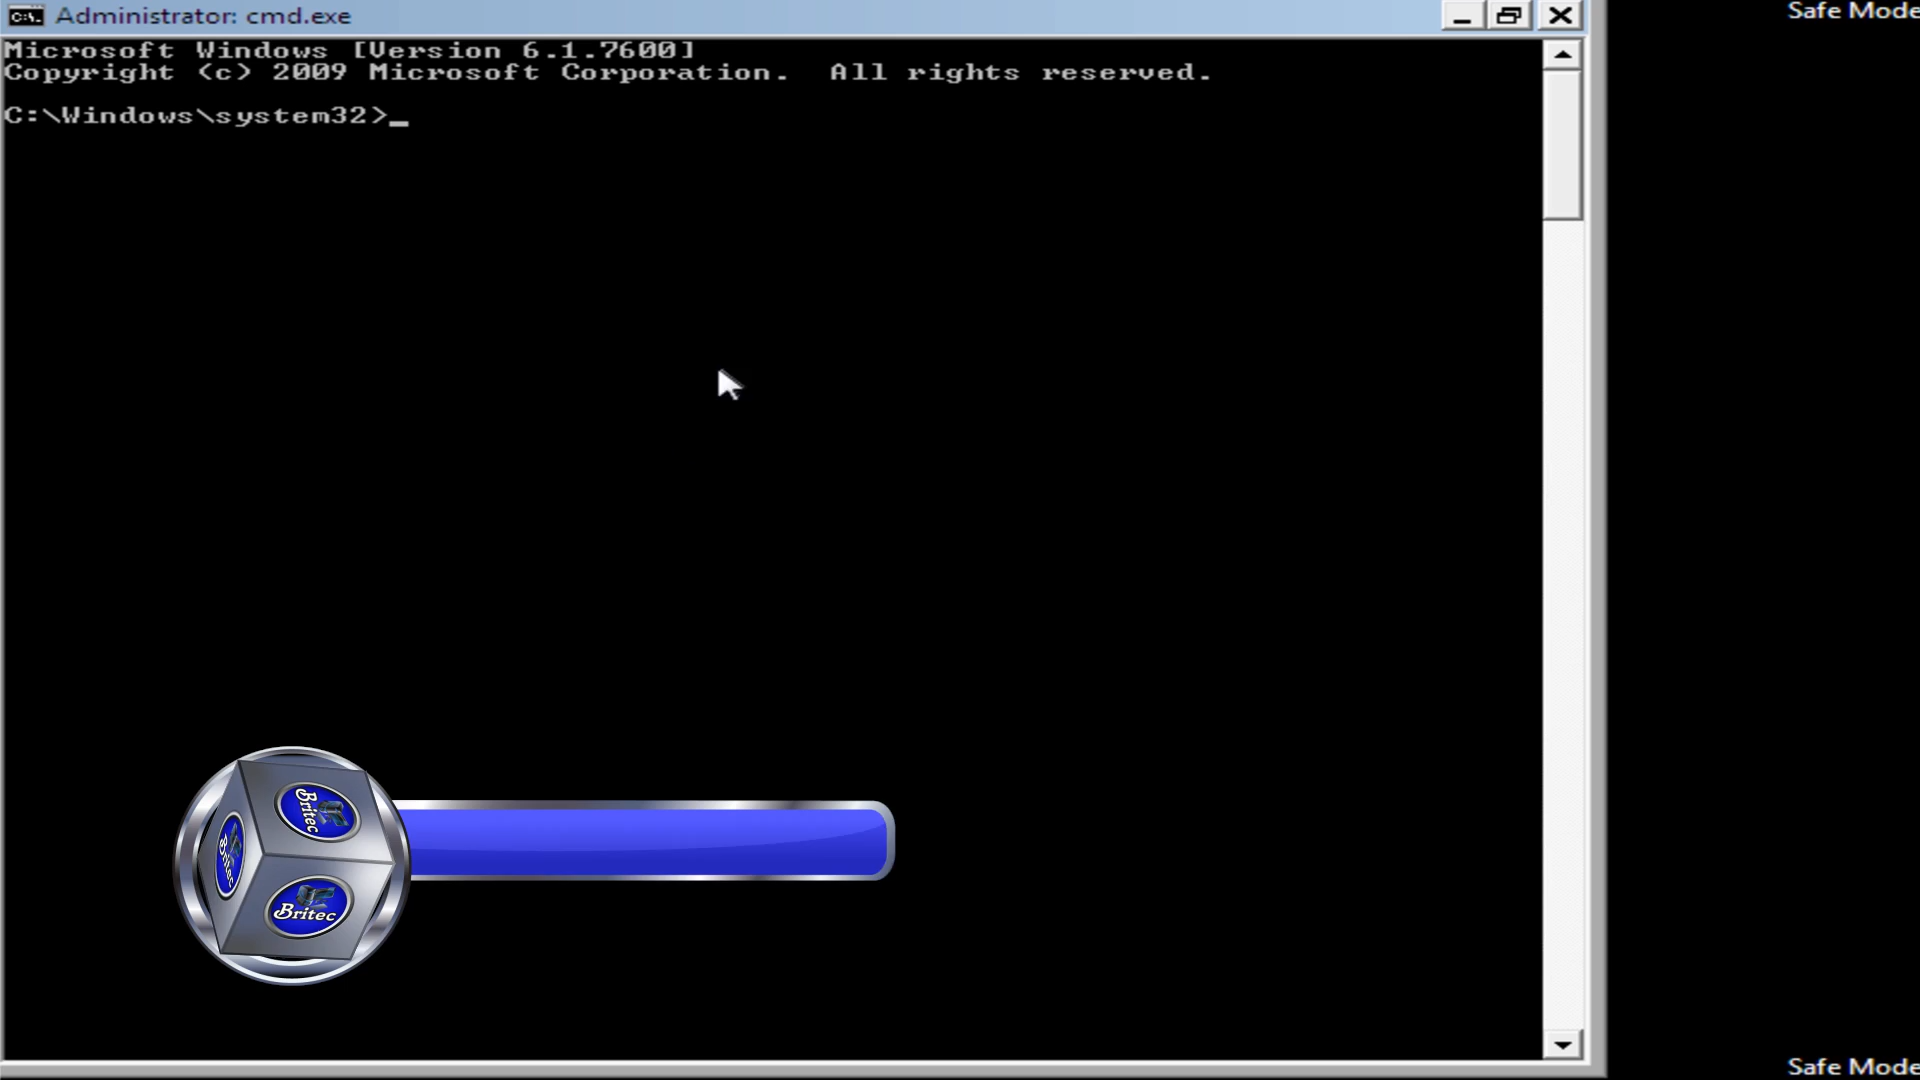 Administrator: cmd.exe
Safe Mode
Microsoft Windows [Version 6.1.7600]
Copyright (c) 2009 Microsoft Corporation.  All rights reserved.
C:\Windows\system32>_
Britec
Britec
Britec
Safe Mode